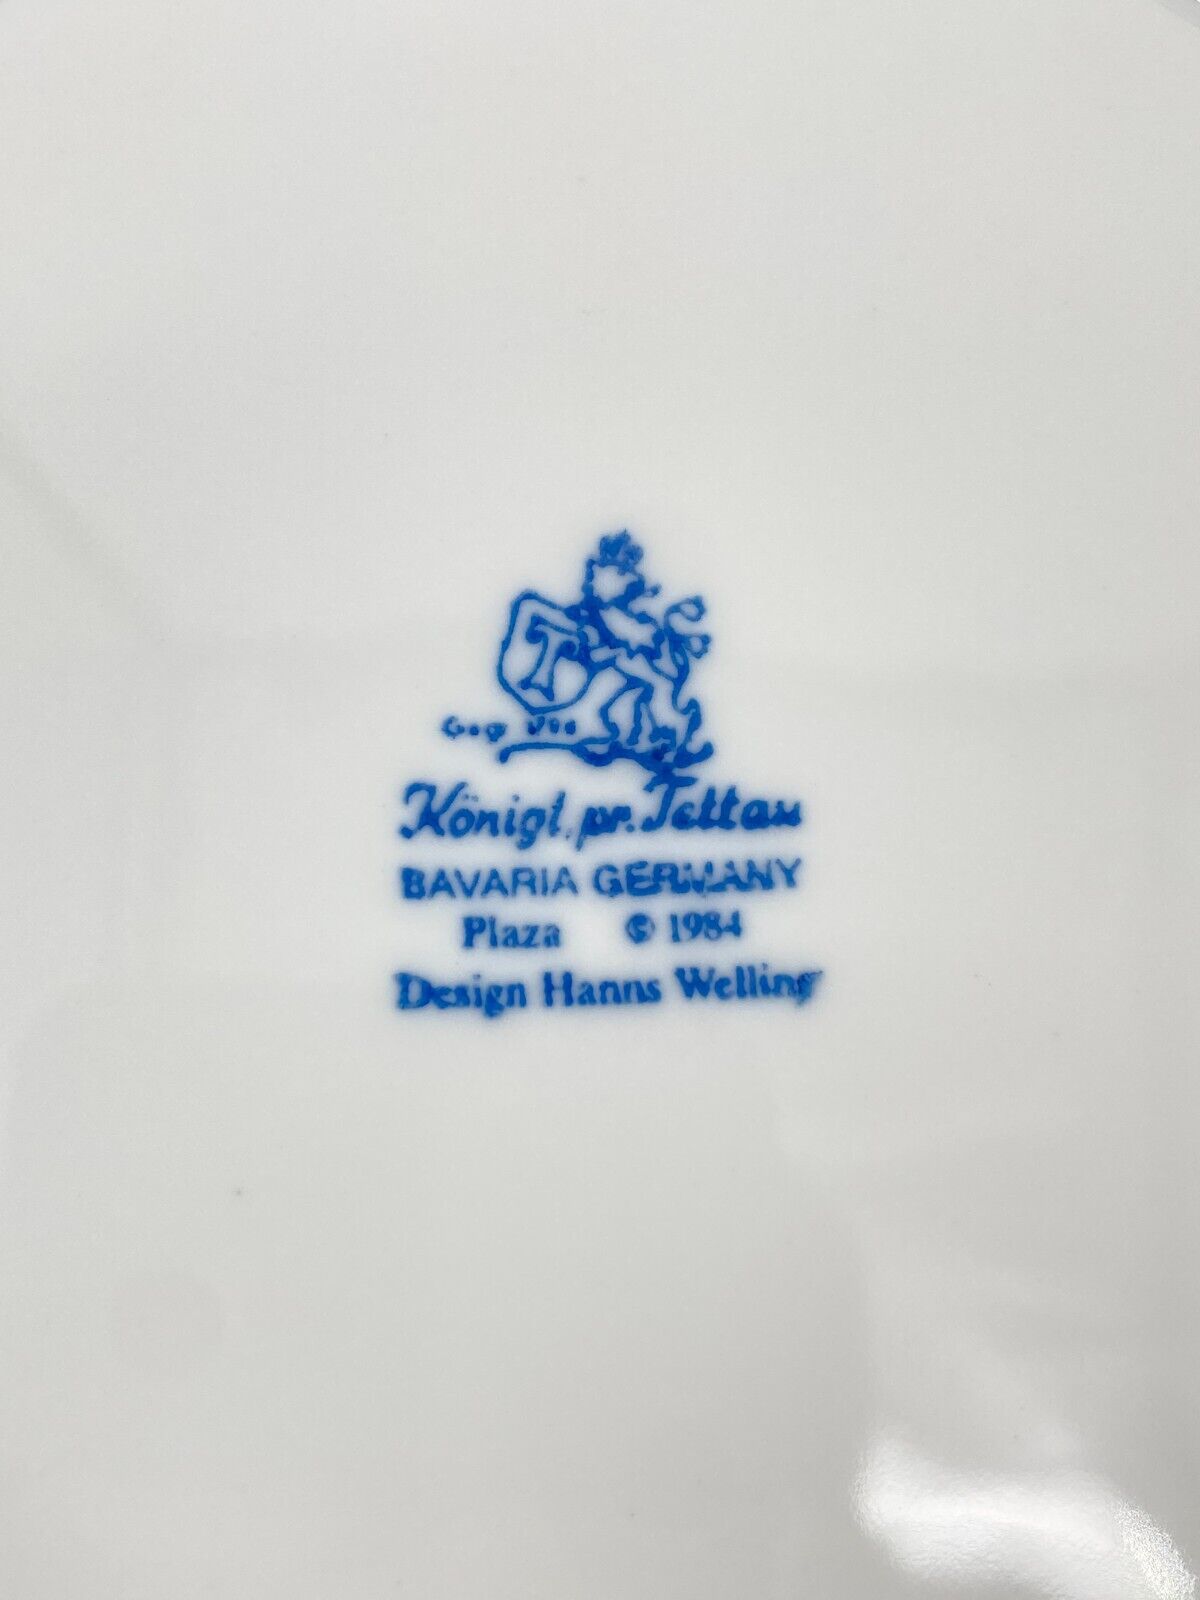 T
Königl. pr. Tettau
BAVARIA GERMANY
Plaza © 1984
Design Hanns Welling